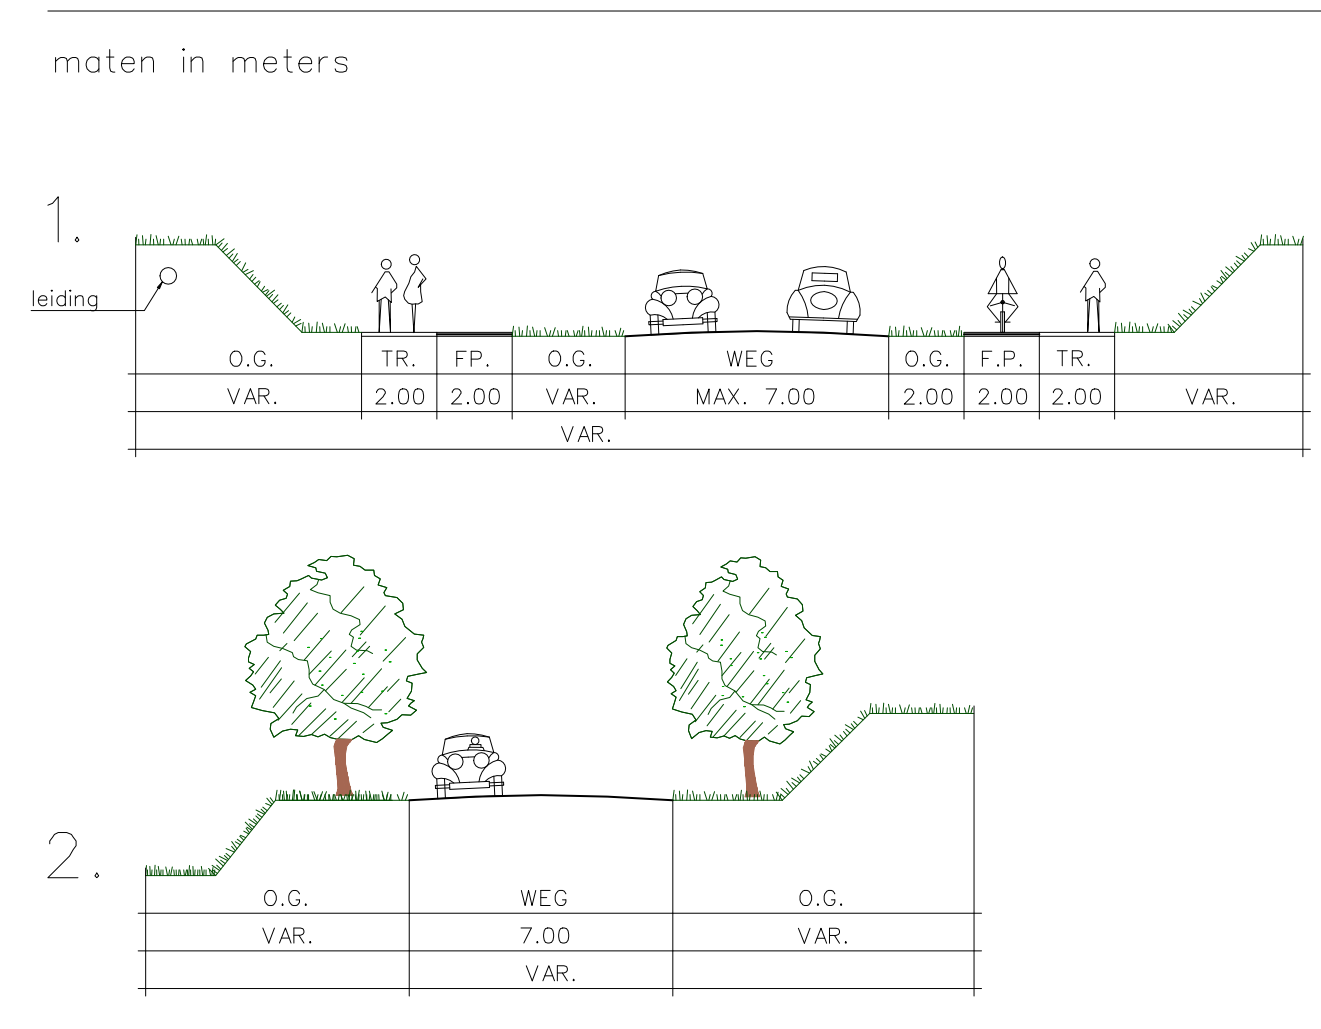 maten in meters
1.
leiding
O.G. TR. FP. O.G. WEG O.G. F.P. TR.
VAR. 2.00 2.00 VAR. MAX. 7.00 2.00 2.00 2.00 VAR.
VAR.
2.
O.G. WEG O.G.
VAR. 7.00 VAR.
VAR.